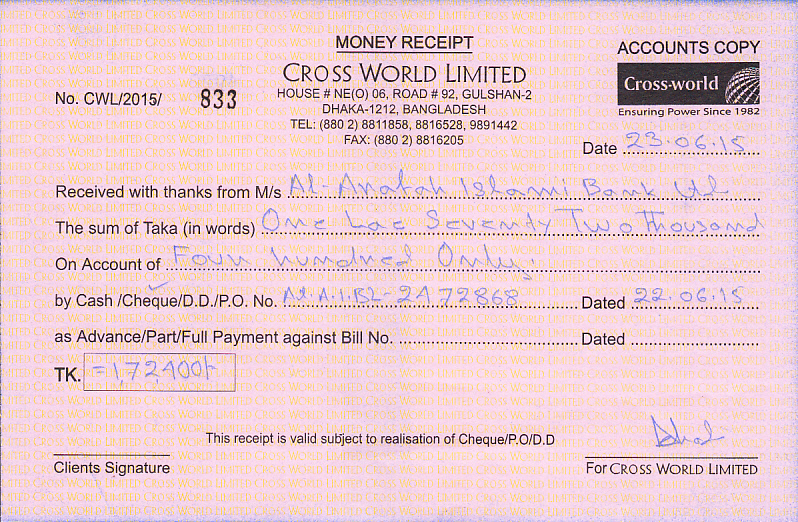 MONEY RECEIPT
ACCOUNTS COPY
CROSS WORLD LIMITED
Cross-world
Ensuring Power Since 1982
No. CWL/2015/ 833
HOUSE # NE(O) 06, ROAD # 92, GULSHAN-2
DHAKA-1212, BANGLADESH
TEL: (880 2) 8811858, 8816528, 9891442
FAX: (880 2) 8816205
Date 23.06.15
Received with thanks from M/s Al-Arafah Islami Bank Ltd
The sum of Taka (in words) One Lac Seventy Two Thousand
On Account of Four hundred Only.
by Cash /Cheque/D.D./P.O. No. Al.A.I.BL-2472868 Dated 22.06.15
as Advance/Part/Full Payment against Bill No. Dated
TK. =1,72,400/-
This receipt is valid subject to realisation of Cheque/P.O/D.D
Clients Signature
For CROSS WORLD LIMITED